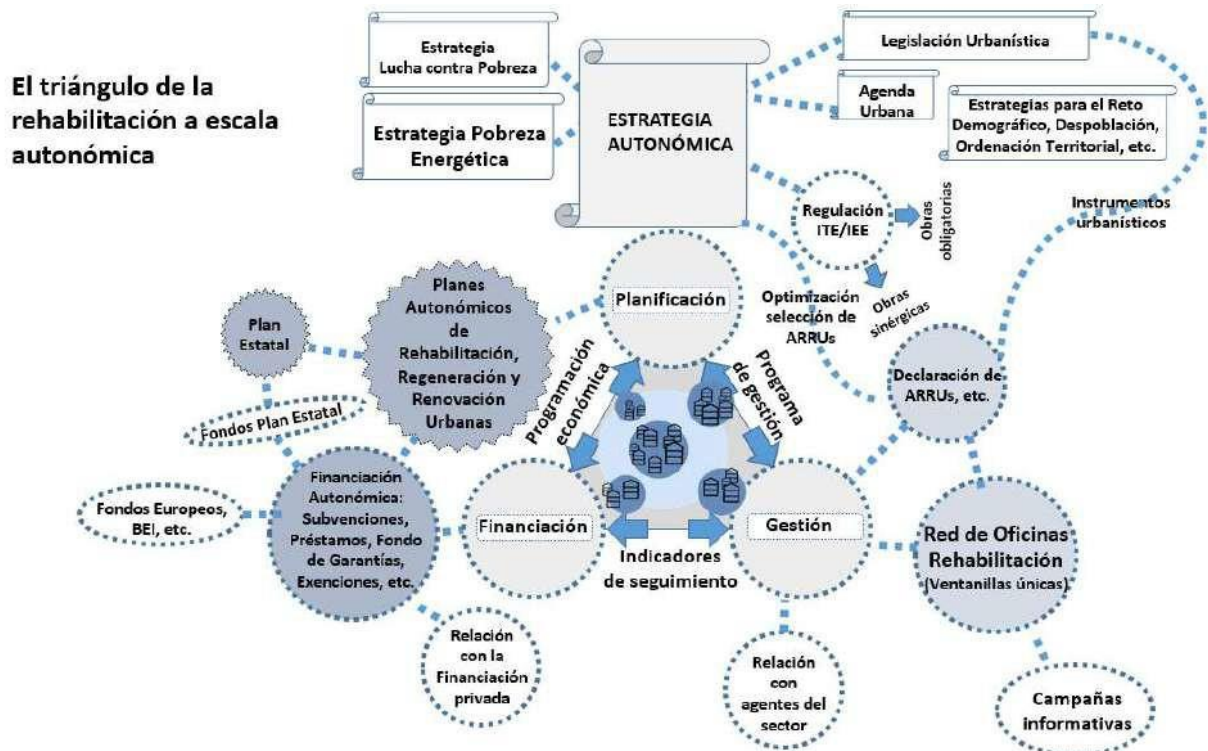 El triángulo de la
rehabilitación a escala
autonómica
Estrategia
Lucha contra Pobreza
Estrategia Pobreza
Energética
ESTRATEGIA
AUTONÓMICA
Legislación Urbanística
Agenda
Urbana
Estrategias para el Reto
Demográfico, Despoblación,
Ordenación Territorial, etc.
Regulación
ITE/IEE
Obras
obligatorias
Obras
sinérgicas
Instrumentos
urbanísticos
Optimización
selección de
ARRUs
Declaración de
ARRUs, etc.
Planificación
Planes
Autonómicos
de
Rehabilitación,
Regeneración y
Renovación
Urbanas
Plan
Estatal
Fondos Plan Estatal
Programación
económica
Programa
de gestión
Financiación
Autonómica:
Subvenciones,
Préstamos, Fondo
de Garantías,
Exenciones, etc.
Fondos Europeos,
BEI, etc.
Financiación
Gestión
Indicadores
de seguimiento
Red de Oficinas
Rehabilitación
(Ventanillas únicas)
Relación
con la
Financiación
privada
Relación
con
agentes del
sector
Campañas
informativas